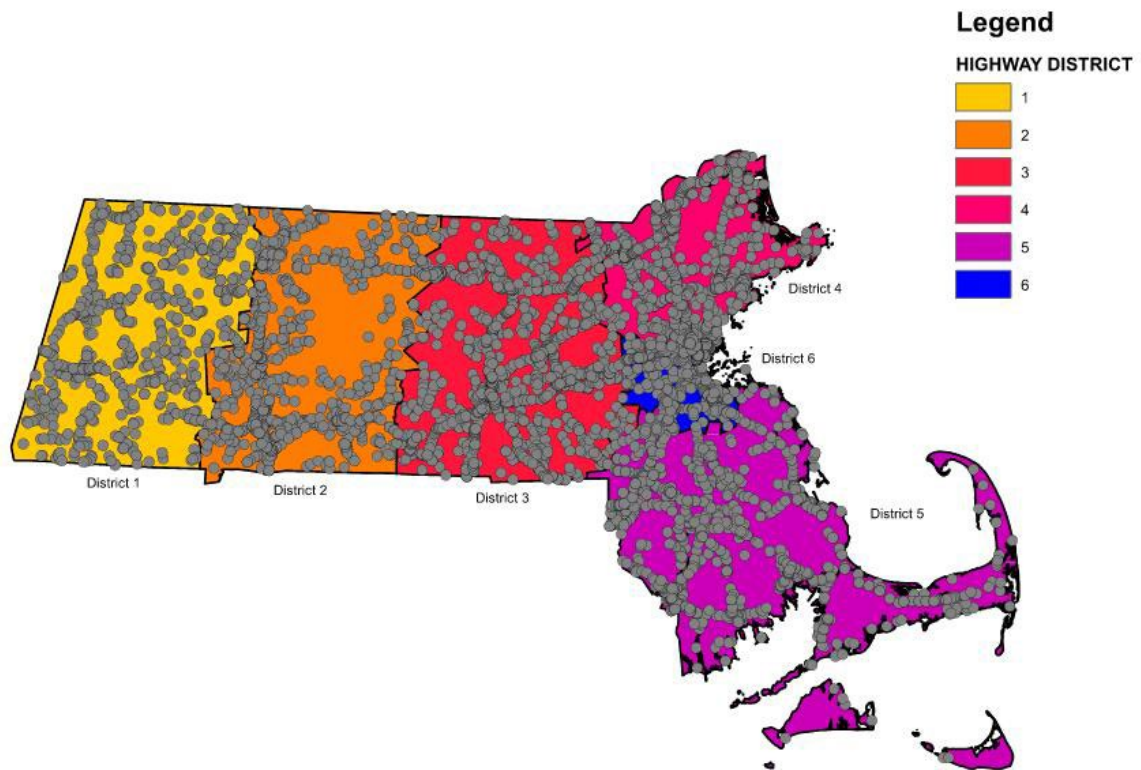 Legend
HIGHWAY DISTRICT
1
2
3
4
5
6
District 4
District 6
District 1
District 2
District 3
District 5